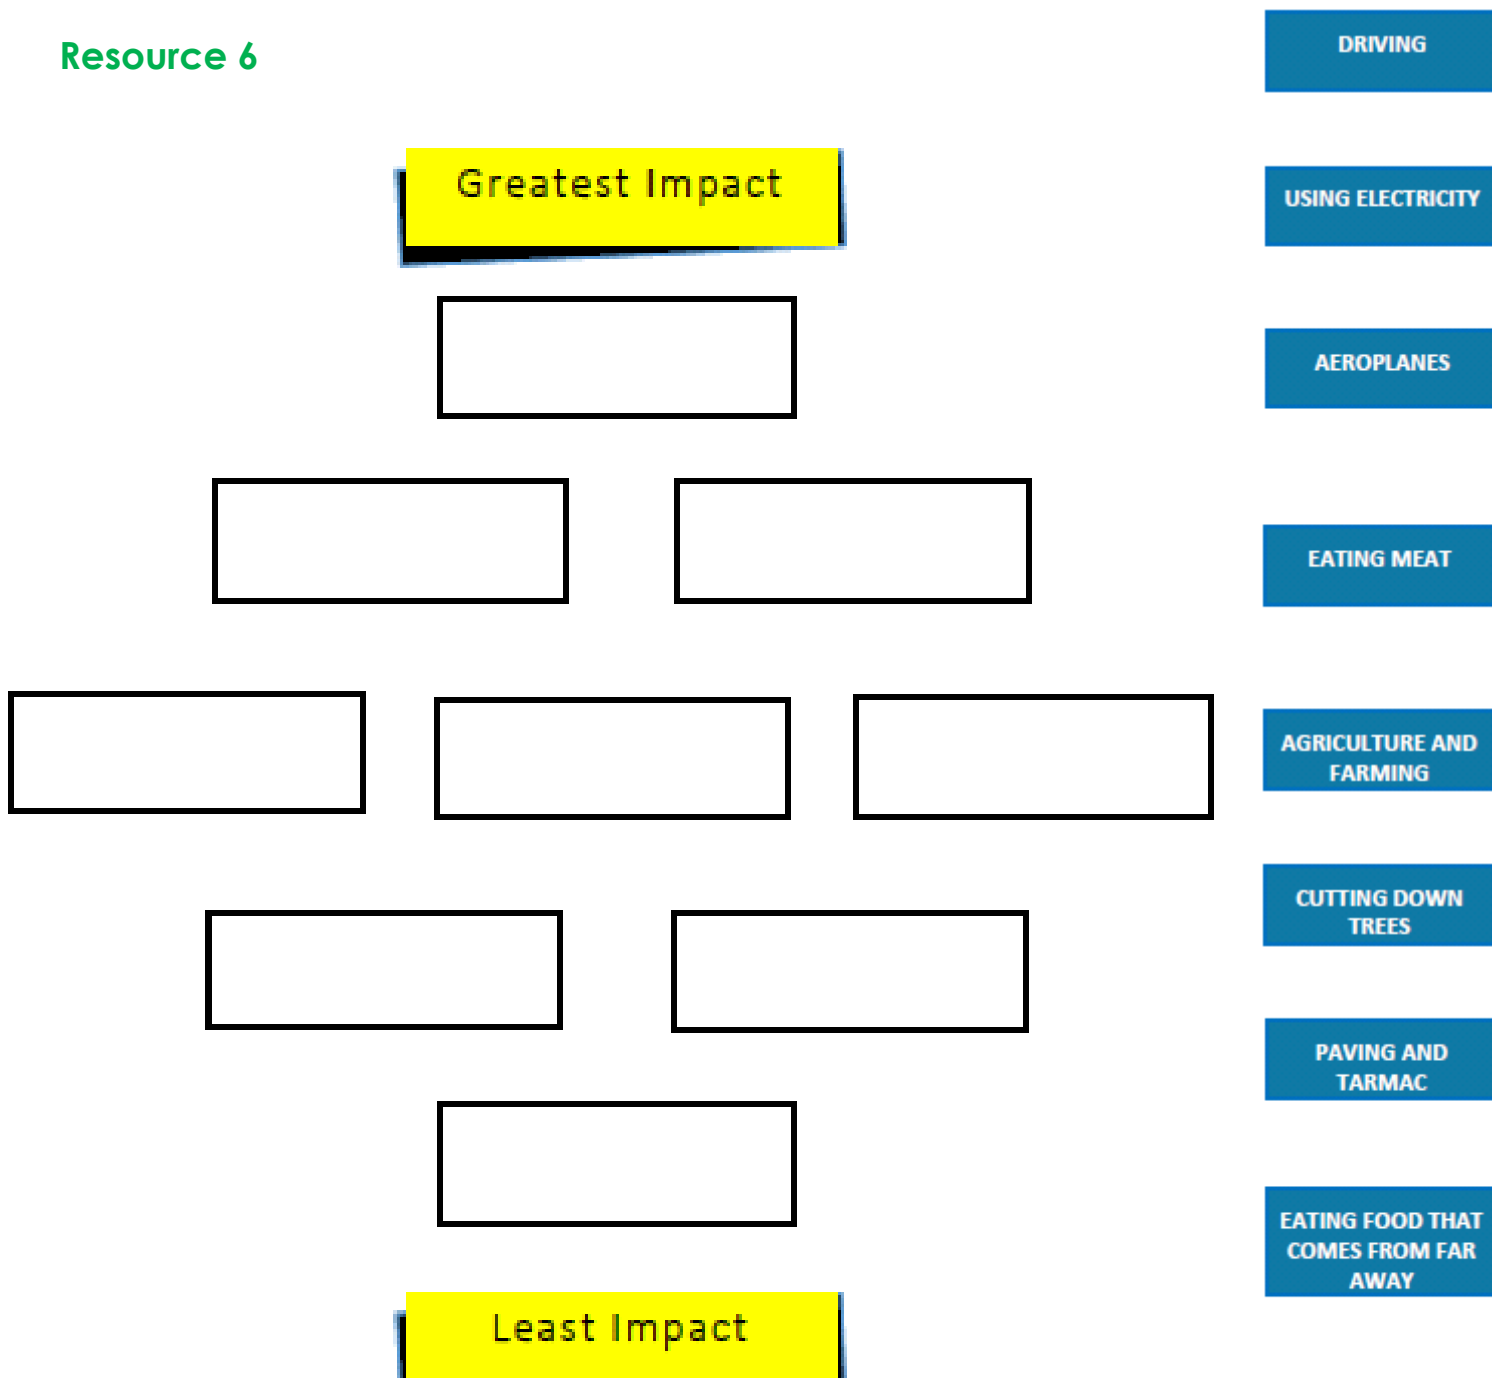 Resource 6
Greatest Impact
Least Impact
DRIVING
USING ELECTRICITY
AEROPLANES
EATING MEAT
AGRICULTURE AND
FARMING
CUTTING DOWN
TREES
PAVING AND
TARMAC
EATING FOOD THAT
COMES FROM FAR
AWAY